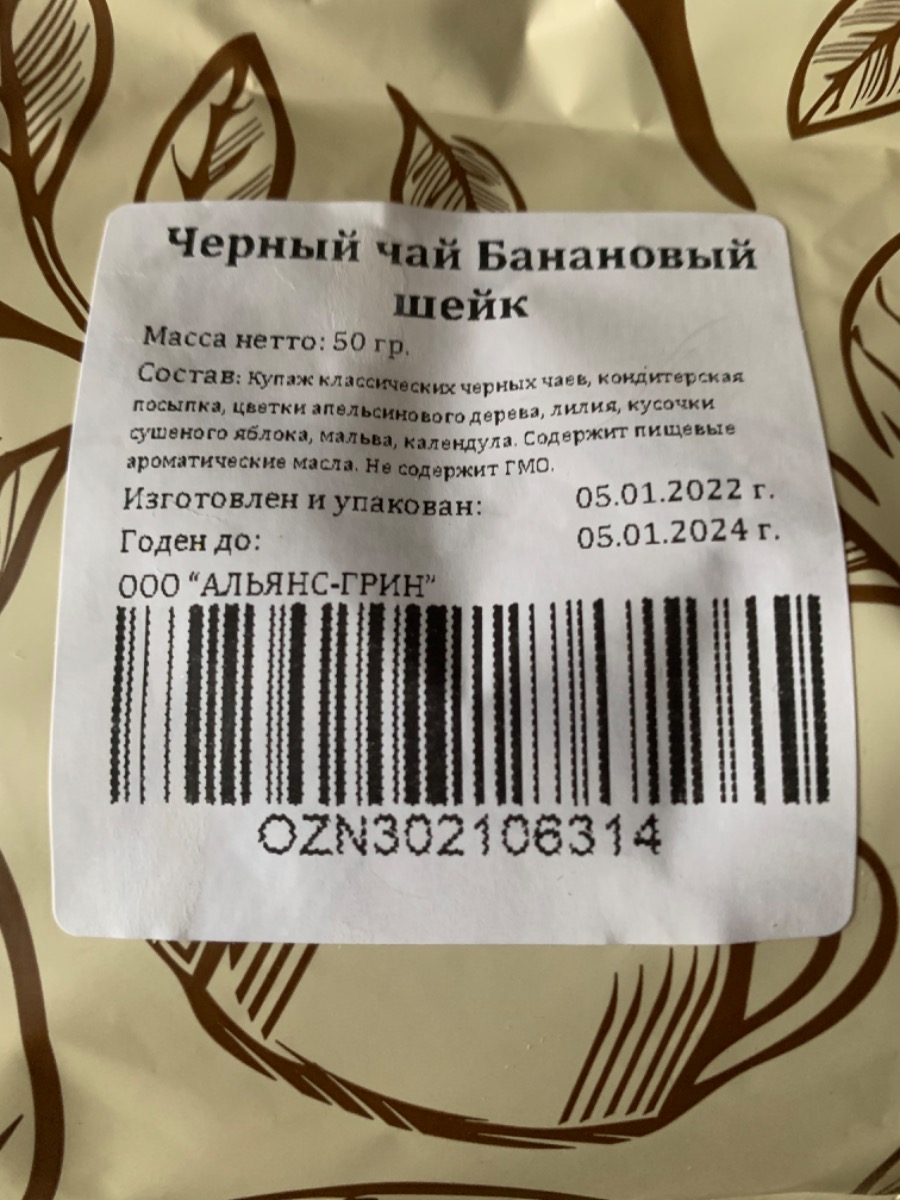 Черный чай Банановый
шейк
Масса нетто: 50 гр.
Состав: Купаж классических черных чаев, кондитерская
посыпка, цветки апельсинового дерева, лилия, кусочки
сушеного яблока, мальва, календула. Содержит пищевые
ароматические масла. Не содержит ГМО.
Изготовлен и упакован: 05.01.2022 г.
Годен до: 05.01.2024 г.
ООО “АЛЬЯНС-ГРИН”
OZN302106314